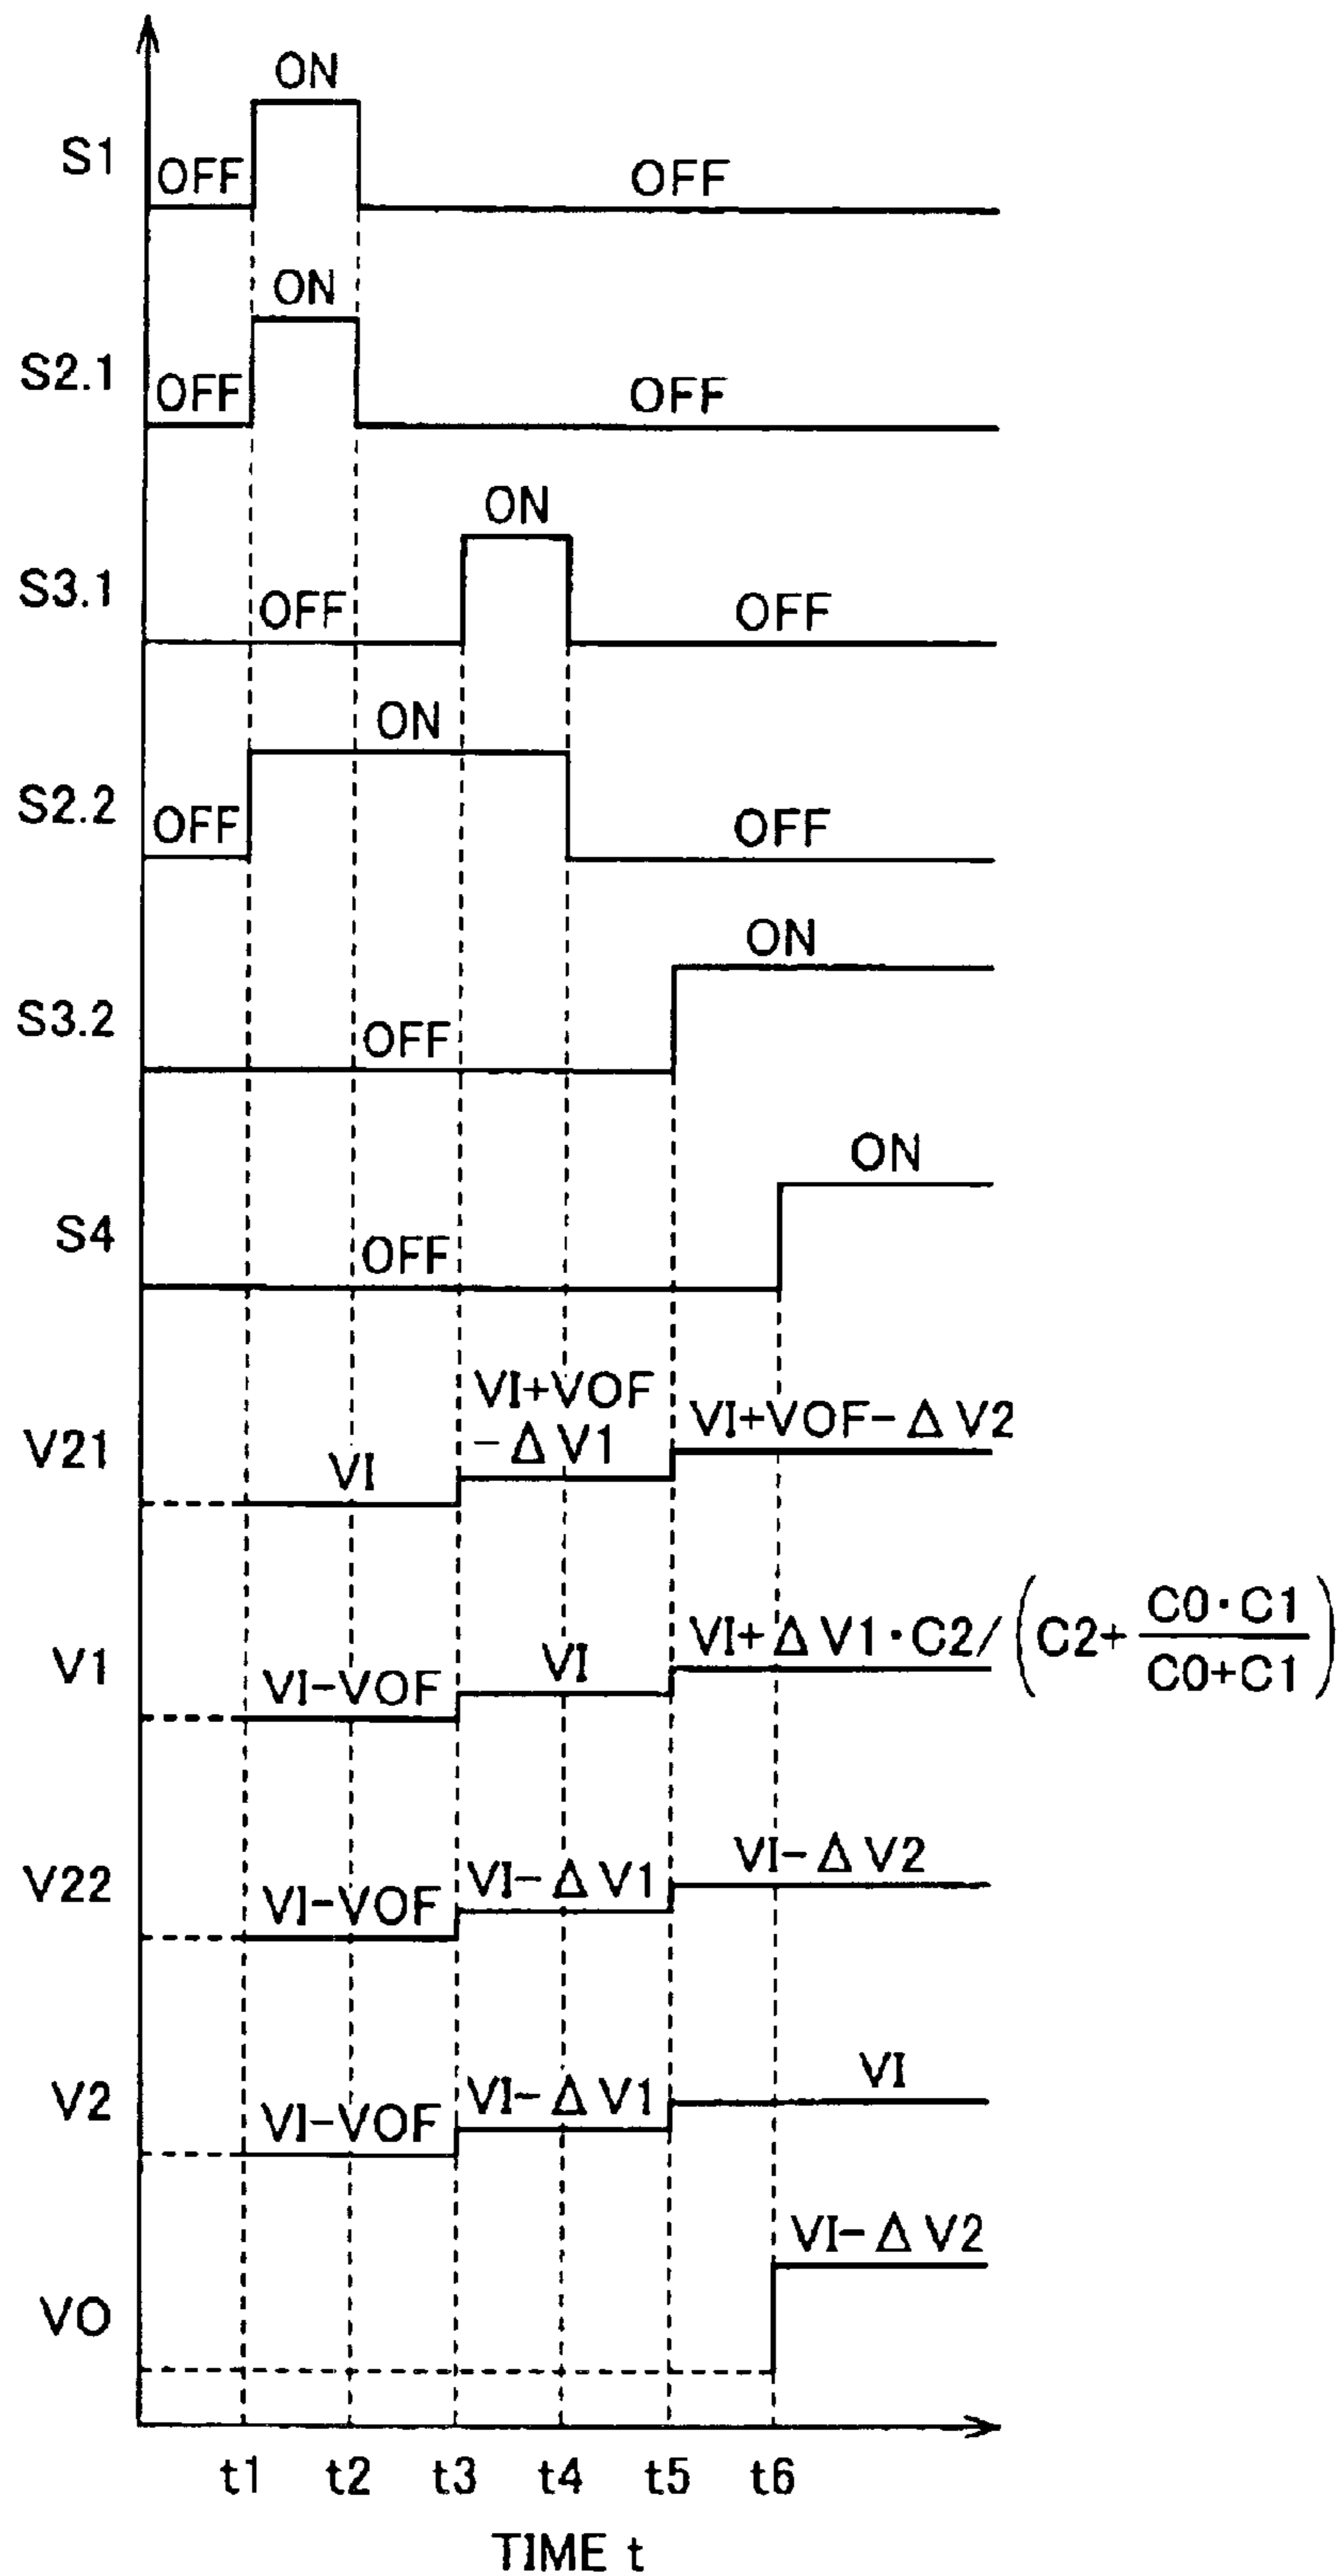 ON
S1
OFF
OFF
ON
S2.1
OFF
OFF
ON
S3.1
OFF
OFF
ON
S2.2
OFF
OFF
ON
S3.2
OFF
ON
S4
OFF
VI+VOF
-ΔV1
VI+VOF-ΔV2
V21
VI
VI+ΔV1·C2/(C2+ C0·C1
C0+C1)
V1
VI-VOF
VI
V22
VI-VOF
VI-ΔV1
VI-ΔV2
V2
VI-VOF
VI-ΔV1
VI
VO
VI-ΔV2
t1 t2 t3 t4 t5 t6
TIME t